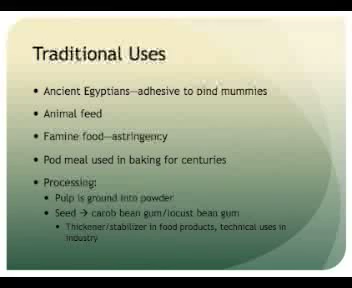 Traditional Uses
• Ancient Egyptians—adhesive to bind mummies
• Animal feed
• Famine food—astringency
• Pod meal used in baking for centuries
• Processing:
• Pulp is ground into powder
• Seed → carob bean gum/locust bean gum
• Thickener/stabilizer in food products, technical uses in
industry